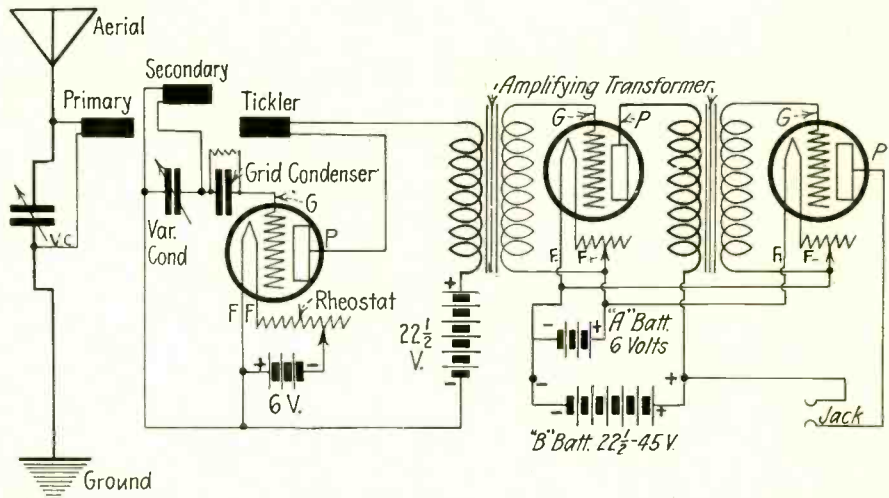 Aerial
Primary
V.C.
Ground
Secondary
Tickler
Var.
Cond
Grid Condenser
G
P
F F
Rheostat
+ -
6 V.
Amplifying Transformer
+
22½
V.
-
G P
F- F+
"A" Batt.
6 Volts
- +
"B" Batt. 22½-45 V.
- +
+
G
P
F+ F-
Jack